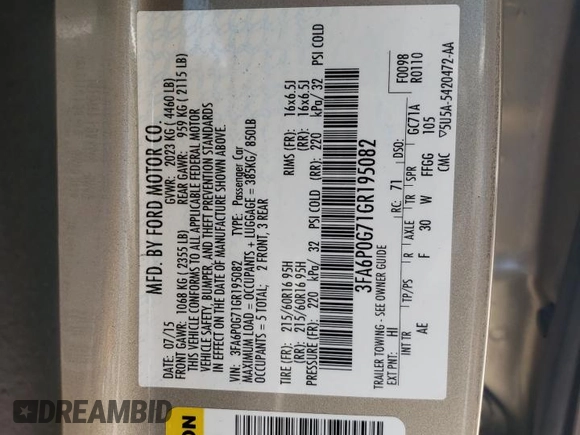 MFD. BY FORD MOTOR CO.
DATE: 07/15 GVWR: 2023 KG ( 4460 LB)
FRONT GAWR: 1068 KG ( 2355 LB) REAR GAWR: 959 KG ( 2115 LB)
THIS VEHICLE CONFORMS TO ALL APPLICABLE FEDERAL MOTOR
VEHICLE SAFETY, BUMPER, AND THEFT PREVENTION STANDARDS
IN EFFECT ON THE DATE OF MANUFACTURE SHOWN ABOVE.
VIN: 3FA6P0G71GR195082 TYPE: Passenger Car
MAXIMUM LOAD = OCCUPANTS + LUGGAGE = 385KG/ 850LB
OCCUPANTS = 5 TOTAL; 2 FRONT, 3 REAR
TIRE (FR): 215/60R16 95H RIMS (FR): 16x6.5J
(RR): 215/60R16 95H (RR): 16x6.5J
PRESSURE (FR): 220 kPa/ 32 PSI COLD (RR): 220 kPa/ 32 PSI COLD
3FA6P0G71GR195082
TRAILER TOWING - SEE OWNER GUIDE
EXT PNT: HI RC: 71 DSO: F0098
R0110
INT TR TP/PS R AXLE TR SPR GC71A
AE F 30 W FFGG 105
CMC ▽5U5A-5420472-AA
ON
DREAMBID